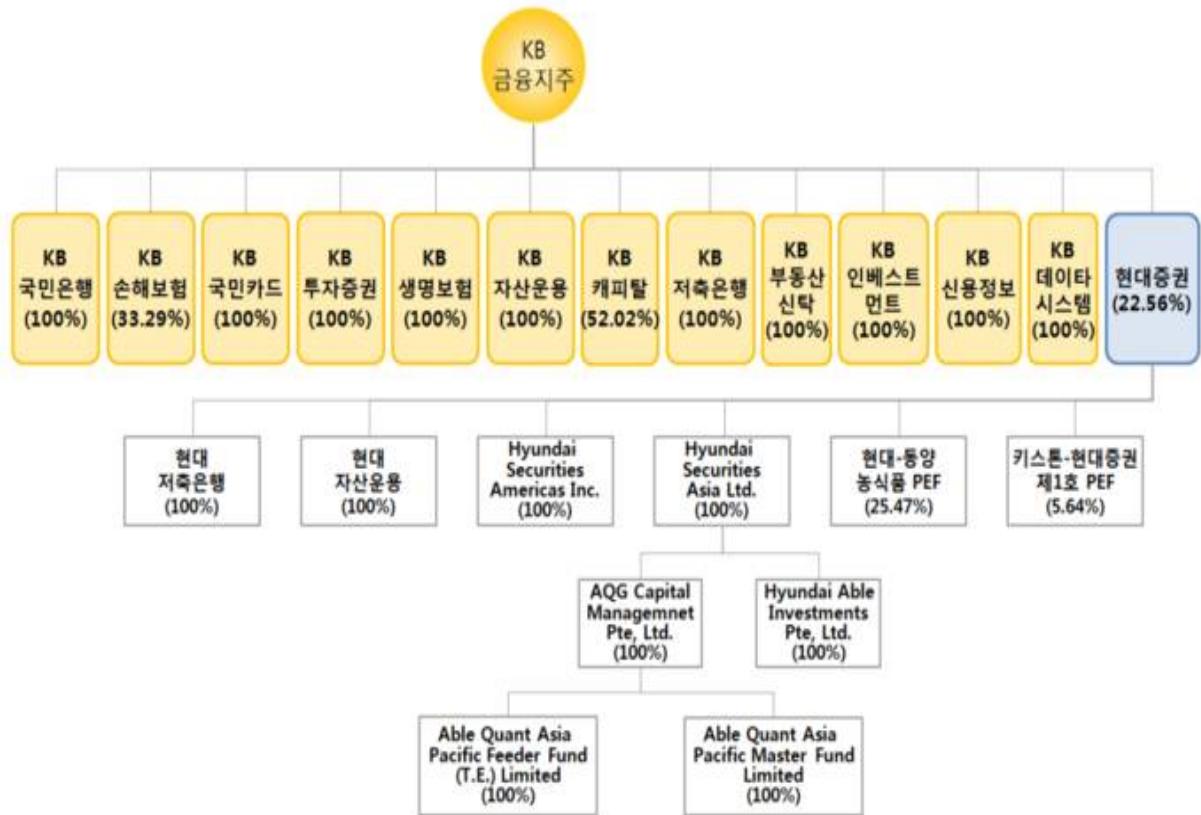 KB
금융지주
KB
국민은행
(100%)
KB
손해보험
(33.29%)
KB
국민카드
(100%)
KB
투자증권
(100%)
KB
생명보험
(100%)
KB
자산운용
(100%)
KB
캐피탈
(52.02%)
KB
저축은행
(100%)
KB
부동산
신탁
(100%)
KB
인베스트
먼트
(100%)
KB
신용정보
(100%)
KB
데이타
시스템
(100%)
현대증권
(22.56%)
현대
저축은행
(100%)
현대
자산운용
(100%)
Hyundai
Securities
Americas Inc.
(100%)
Hyundai
Securities
Asia Ltd.
(100%)
현대-동양
농식품 PEF
(25.47%)
키스톤-현대증권
제1호 PEF
(5.64%)
AQG Capital
Managemnet
Pte, Ltd.
(100%)
Hyundai Able
Investments
Pte, Ltd.
(100%)
Able Quant Asia
Pacific Feeder Fund
(T.E.) Limited
(100%)
Able Quant Asia
Pacific Master Fund
Limited
(100%)